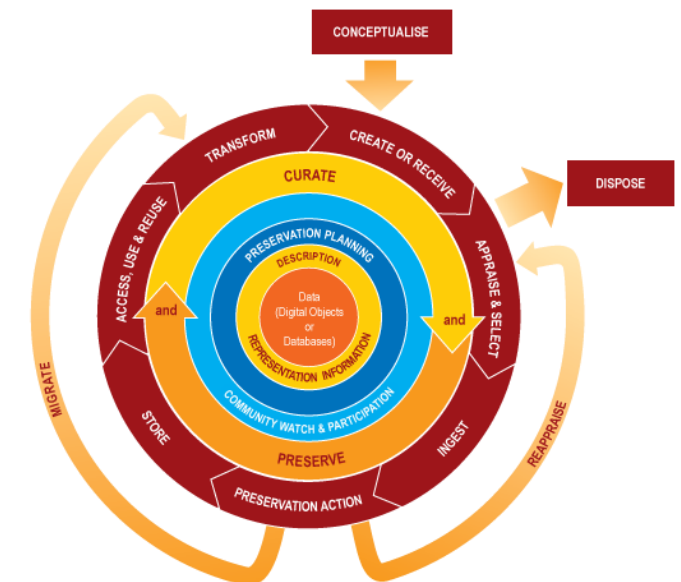 CONCEPTUALISE
CREATE OR RECEIVE
DISPOSE
APPRAISE & SELECT
REAPPRAISE
INGEST
PRESERVATION ACTION
STORE
MIGRATE
ACCESS, USE & REUSE
TRANSFORM
CURATE
and
PRESERVE
and
COMMUNITY WATCH & PARTICIPATION
PRESERVATION PLANNING
DESCRIPTION
REPRESENTATION INFORMATION
Data
(Digital Objects
or
Databases)